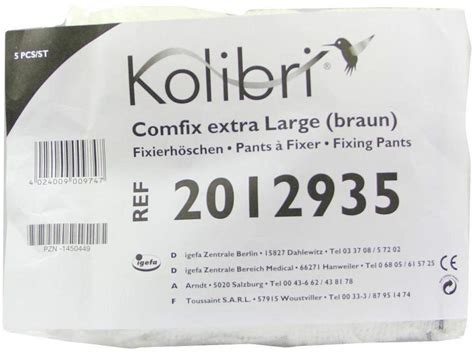 5 PCS/ST
Kolibri®
Comfix extra Large (braun)
Fixierhöschen • Pants à Fixer • Fixing Pants
4 024009 009747
REF 2012935
PZN -1450449
igefa
D igefa Zentrale Berlin • 15827 Dahlewitz • Tel 03 37 08 / 5 72 02
D igefa Zentrale Bereich Medical • 66271 Hanweiler • Tel 0 68 05 / 61 57 25
A Arndt • 5020 Salzburg • Tel 00 43-6 62 / 43 81 78
F Toussaint S.A.R.L. • 57915 Woustviller • Tel 00 33-3 / 87 95 14 74